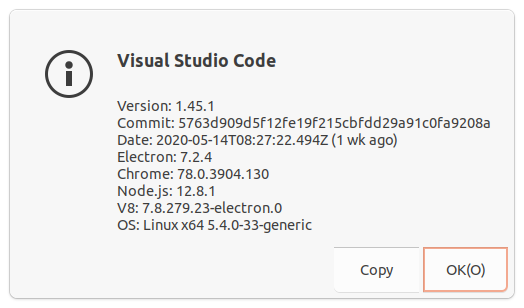 Visual Studio Code
Version: 1.45.1
Commit: 5763d909d5f12fe19f215cbfdd29a91c0fa9208a
Date: 2020-05-14T08:27:22.494Z (1 wk ago)
Electron: 7.2.4
Chrome: 78.0.3904.130
Node.js: 12.8.1
V8: 7.8.279.23-electron.0
OS: Linux x64 5.4.0-33-generic
Copy OK(O)